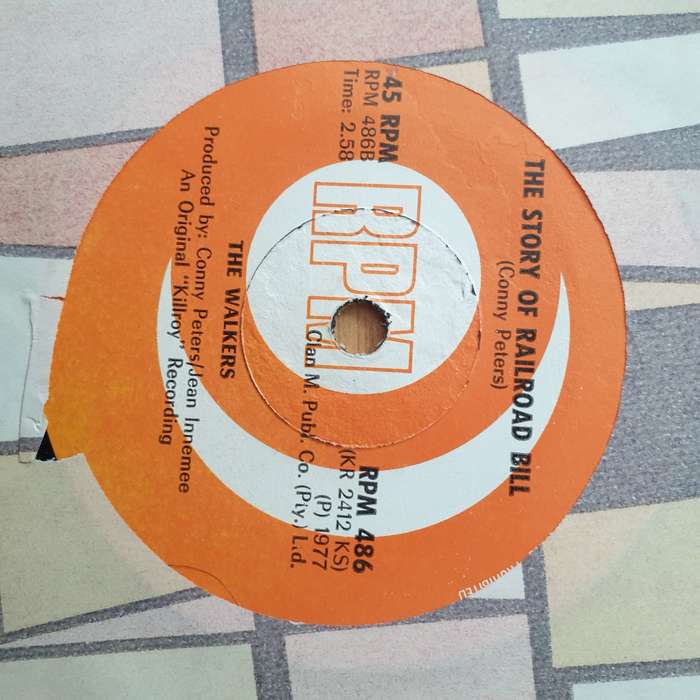 THE STORY OF RAILROAD BILL
(Conny Peters)
45 RPM
RPM 486B
Time: 2.58
RPM
RPM 486
(KR 2412 KS)
(P) 1977
Clan M. Publ. Co. (Pty.) L.d.
THE WALKERS
Produced by: Conny Peters/Jean Innemee
An Original "Killroy" Recording